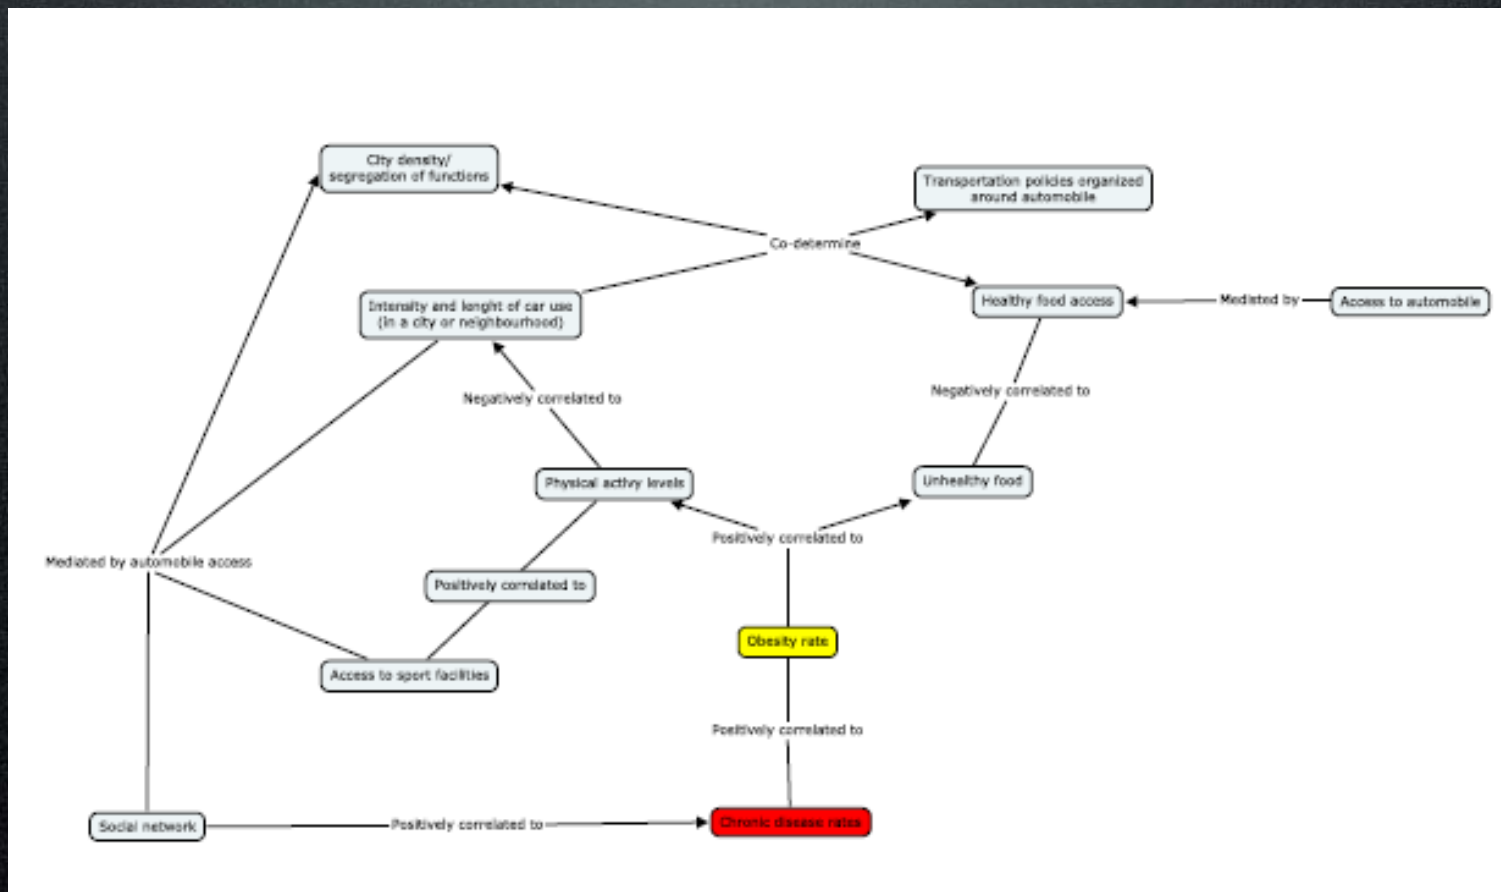 City density/
segregation of functions
Transportation policies organized
around automobile
Co-determine
Intensity and lenght of car use
(in a city or neighbourhood)
Healthy food access
Mediated by
Access to automobile
Negatively correlated to
Negatively correlated to
Physical activy levels
Unhealthy food
Positively correlated to
Mediated by automobile access
Positively correlated to
Obesity rate
Access to sport facilities
Positively correlated to
Social network
Positively correlated to
Chronic disease rates